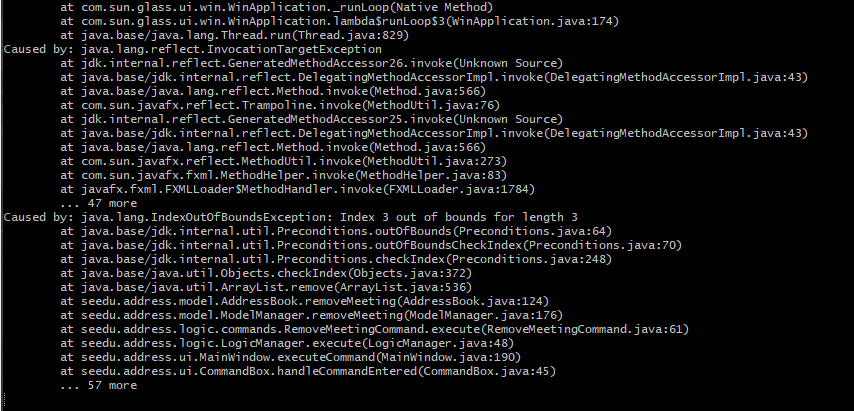 at com.sun.glass.ui.win.WinApplication._runLoop(Native Method)
at com.sun.glass.ui.win.WinApplication.lambda$runLoop$3(WinApplication.java:174)
at java.base/java.lang.Thread.run(Thread.java:829)
Caused by: java.lang.reflect.InvocationTargetException
at jdk.internal.reflect.GeneratedMethodAccessor26.invoke(Unknown Source)
at java.base/jdk.internal.reflect.DelegatingMethodAccessorImpl.invoke(DelegatingMethodAccessorImpl.java:43)
at java.base/java.lang.reflect.Method.invoke(Method.java:566)
at com.sun.javafx.reflect.Trampoline.invoke(MethodUtil.java:76)
at jdk.internal.reflect.GeneratedMethodAccessor25.invoke(Unknown Source)
at java.base/jdk.internal.reflect.DelegatingMethodAccessorImpl.invoke(DelegatingMethodAccessorImpl.java:43)
at java.base/java.lang.reflect.Method.invoke(Method.java:566)
at com.sun.javafx.reflect.MethodUtil.invoke(MethodUtil.java:273)
at com.sun.javafx.fxml.MethodHelper.invoke(MethodHelper.java:83)
at javafx.fxml.FXMLLoader$MethodHandler.invoke(FXMLLoader.java:1784)
... 47 more
Caused by: java.lang.IndexOutOfBoundsException: Index 3 out of bounds for length 3
at java.base/jdk.internal.util.Preconditions.outOfBounds(Preconditions.java:64)
at java.base/jdk.internal.util.Preconditions.outOfBoundsCheckIndex(Preconditions.java:70)
at java.base/jdk.internal.util.Preconditions.checkIndex(Preconditions.java:248)
at java.base/java.util.Objects.checkIndex(Objects.java:372)
at java.base/java.util.ArrayList.remove(ArrayList.java:536)
at seedu.address.model.AddressBook.removeMeeting(AddressBook.java:124)
at seedu.address.model.ModelManager.removeMeeting(ModelManager.java:176)
at seedu.address.logic.commands.RemoveMeetingCommand.execute(RemoveMeetingCommand.java:61)
at seedu.address.logic.LogicManager.execute(LogicManager.java:48)
at seedu.address.ui.MainWindow.executeCommand(MainWindow.java:190)
at seedu.address.ui.CommandBox.handleCommandEntered(CommandBox.java:45)
... 57 more